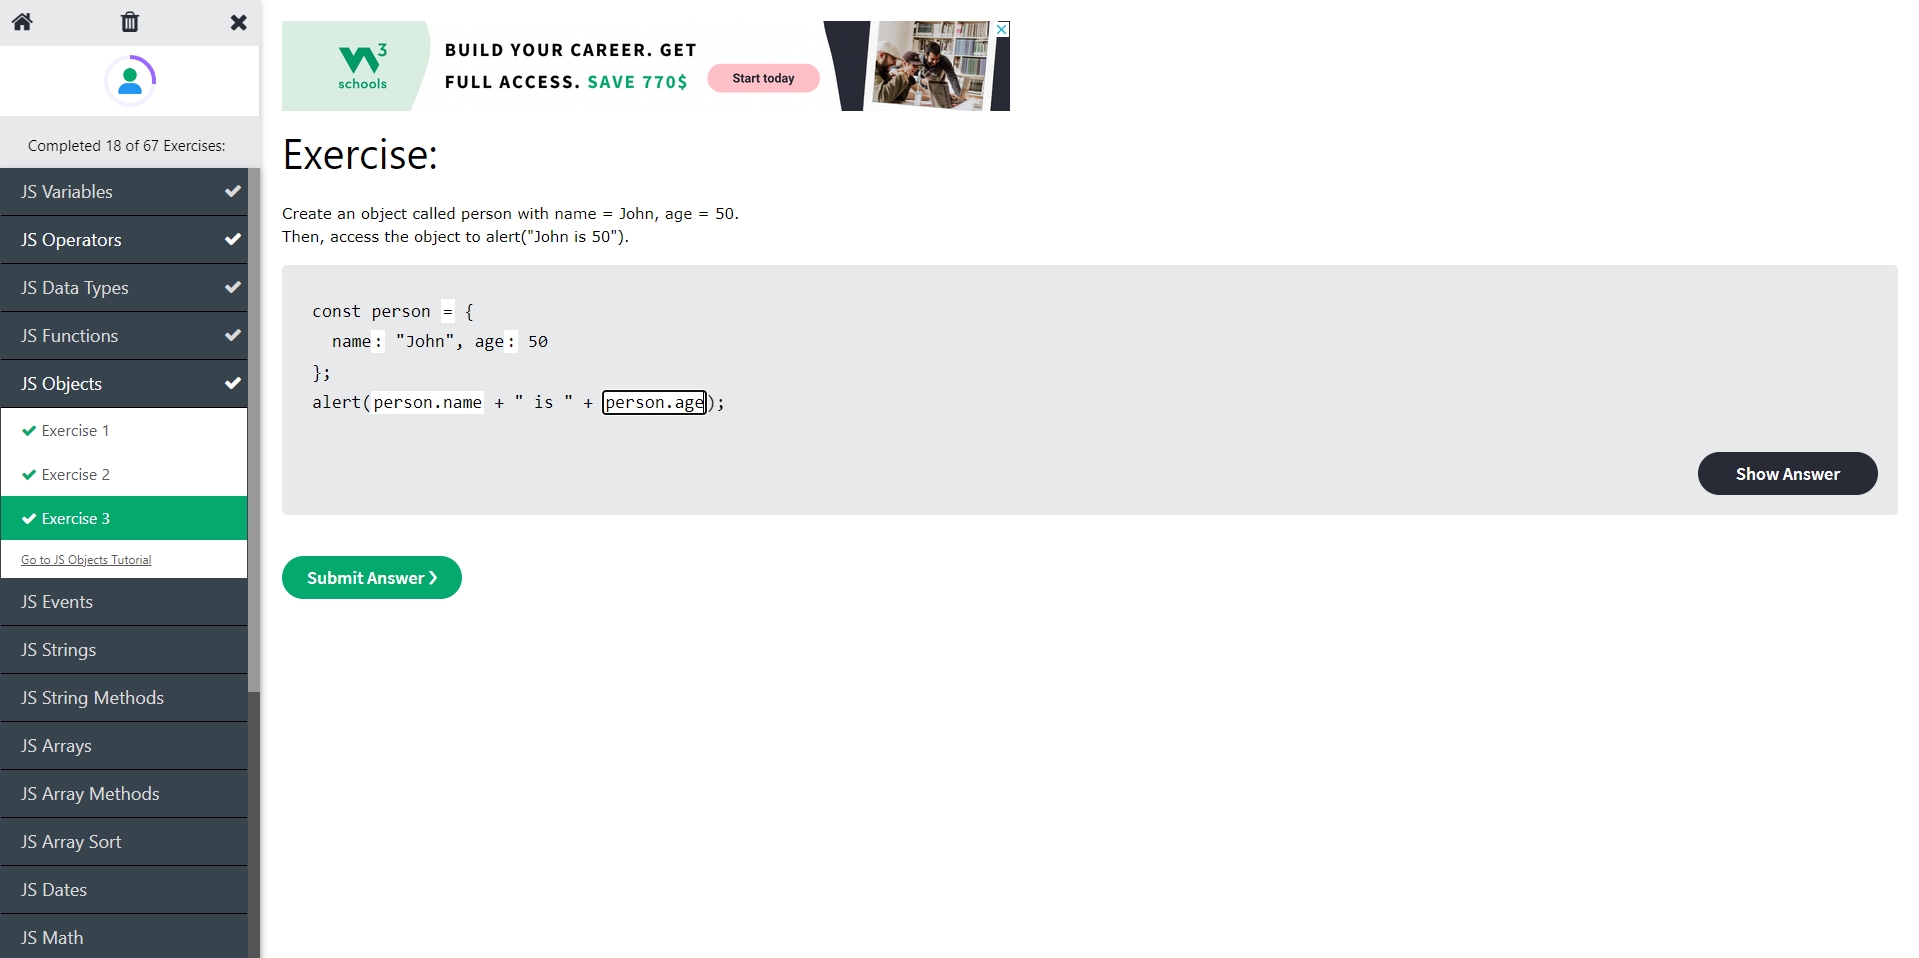 Completed 18 of 67 Exercises:
JS Variables
JS Operators
JS Data Types
JS Functions
JS Objects
Exercise 1
Exercise 2
Exercise 3
Go to JS Objects Tutorial
JS Events
JS Strings
JS String Methods
JS Arrays
JS Array Methods
JS Array Sort
JS Dates
JS Math
W3
schools
BUILD YOUR CAREER. GET
FULL ACCESS. SAVE 770$
Start today
Exercise:
Create an object called person with name = John, age = 50.
Then, access the object to alert("John is 50").
const person = {
name: "John", age: 50
};
alert(person.name + " is " + person.age);
Show Answer
Submit Answer ❯